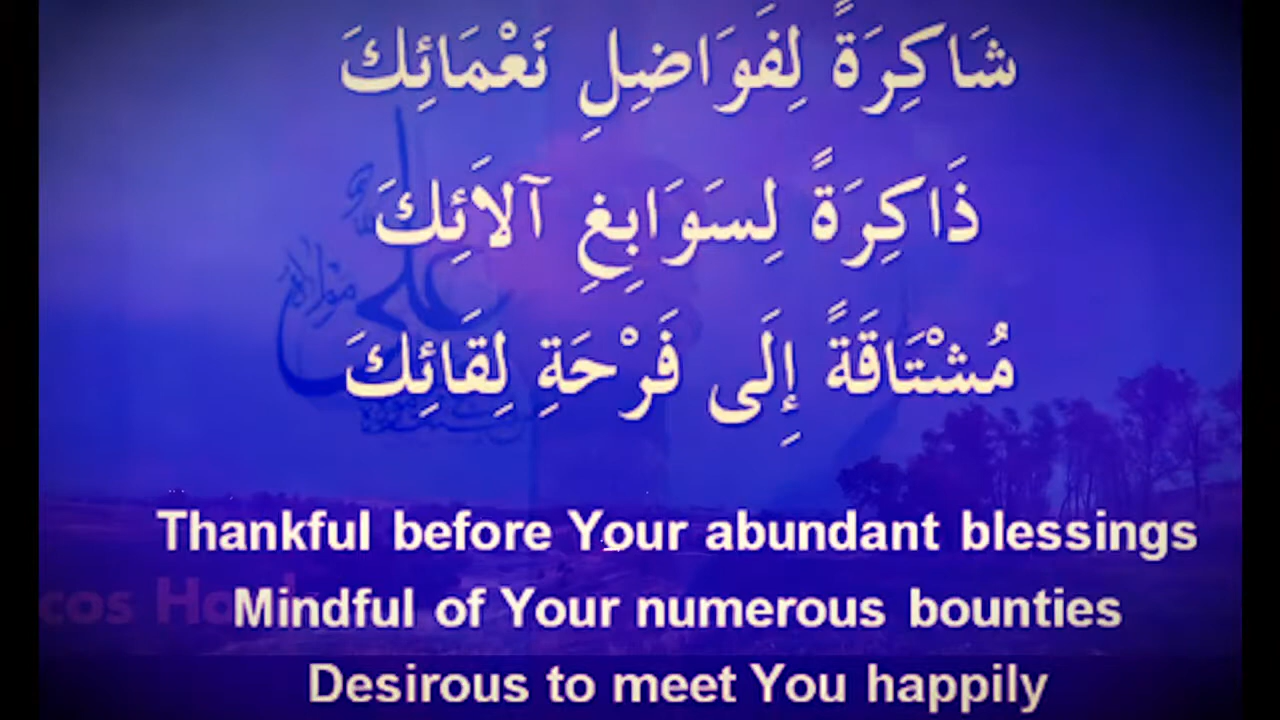 شَاكِرَةً لِفَوَاضِلِ نَعْمَائِكَ
ذَاكِرَةً لِسَوَابِغِ آلاَئِكَ
مُشْتَاقَةً إِلَى فَرْحَةِ لِقَائِكَ
Thankful before Your abundant blessings
Mindful of Your numerous bounties
Desirous to meet You happily